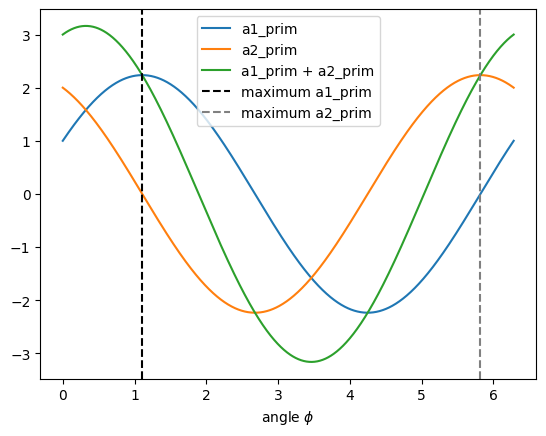 a1_prim
a2_prim
a1_prim + a2_prim
maximum a1_prim
maximum a2_prim
3
2
1
0
−1
−2
−3
0 1 2 3 4 5 6
angle ϕ